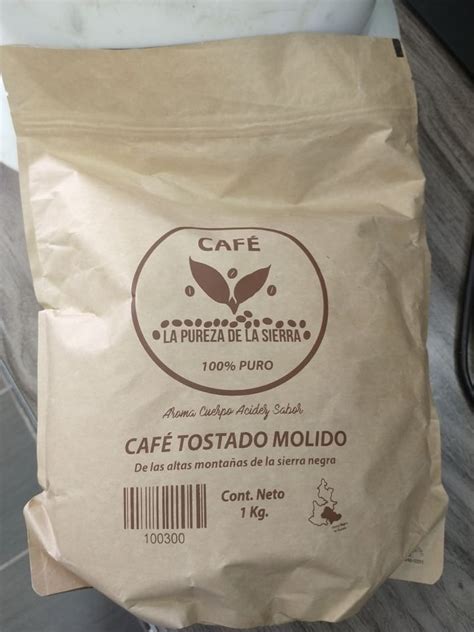 CAFÉ
LA PUREZA DE LA SIERRA
100% PURO
Aroma Cuerpo Acidez Sabor
CAFÉ TOSTADO MOLIDO
De las altas montañas de la sierra negra
Cont. Neto
1 Kg.
100300